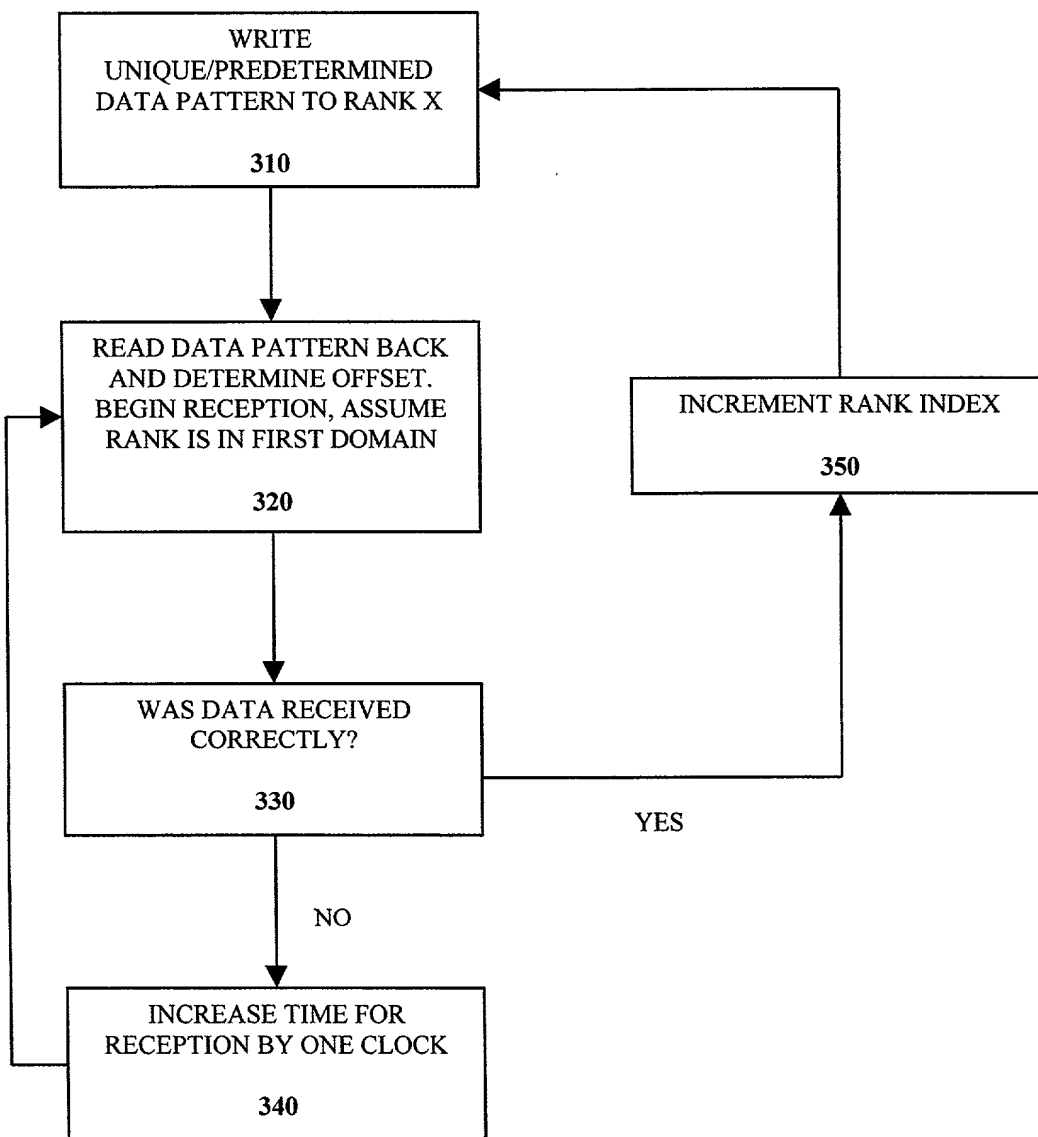 WRITE
UNIQUE/PREDETERMINED
DATA PATTERN TO RANK X
310
READ DATA PATTERN BACK
AND DETERMINE OFFSET.
BEGIN RECEPTION, ASSUME
RANK IS IN FIRST DOMAIN
320
INCREMENT RANK INDEX
350
WAS DATA RECEIVED
CORRECTLY?
330
YES
NO
INCREASE TIME FOR
RECEPTION BY ONE CLOCK
340